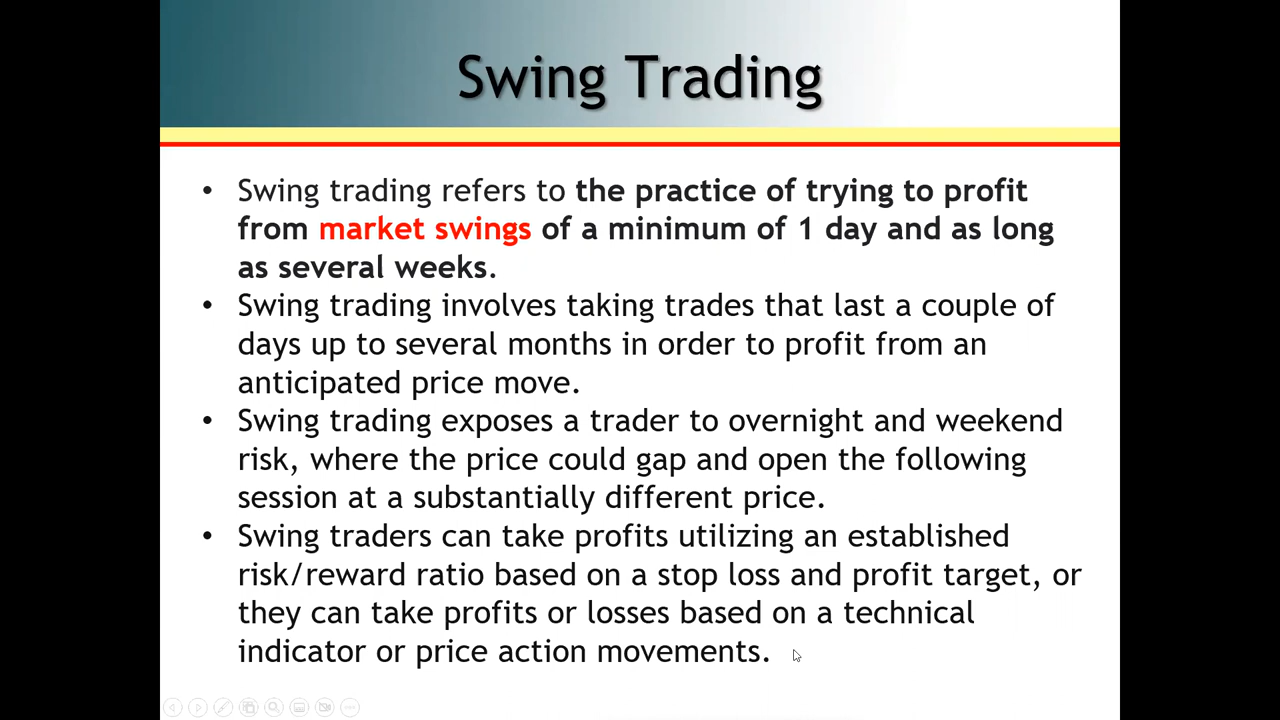 Swing Trading
• Swing trading refers to the practice of trying to profit
from market swings of a minimum of 1 day and as long
as several weeks.
• Swing trading involves taking trades that last a couple of
days up to several months in order to profit from an
anticipated price move.
• Swing trading exposes a trader to overnight and weekend
risk, where the price could gap and open the following
session at a substantially different price.
• Swing traders can take profits utilizing an established
risk/reward ratio based on a stop loss and profit target, or
they can take profits or losses based on a technical
indicator or price action movements.